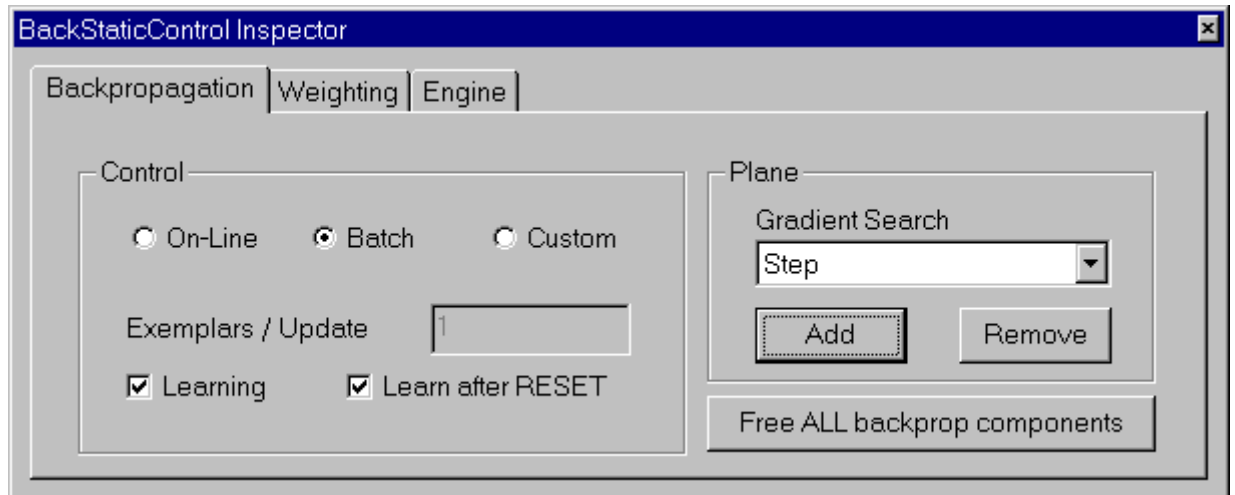 BackStaticControl Inspector
Backpropagation Weighting Engine
Control
On-Line Batch Custom
Exemplars / Update 1
Learning Learn after RESET
Plane
Gradient Search
Step
Add Remove
Free ALL backprop components